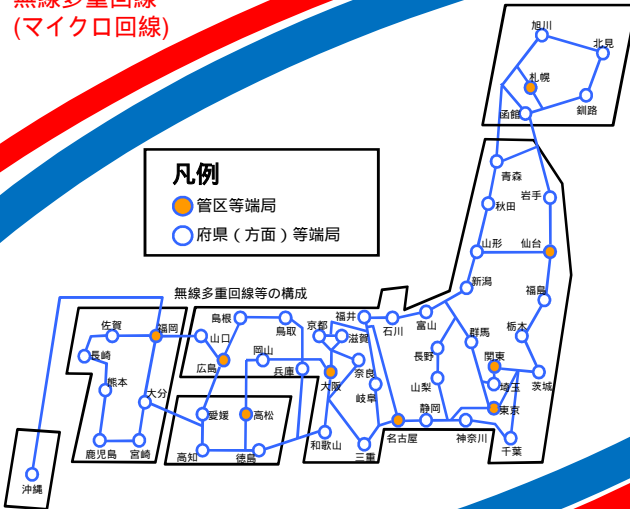 無線多重回線
(マイクロ回線)
旭川
北見
札幌
釧路
函館
凡例
管区等端局
府県（方面）等端局
青森
岩手
秋田
山形
仙台
新潟
福島
無線多重回線等の構成
佐賀
福岡
長崎
熊本
大分
鹿児島
宮崎
沖縄
島根
鳥取
山口
広島
岡山
兵庫
京都
滋賀
福井
石川
富山
大阪
奈良
岐阜
愛媛
高松
高知
徳島
和歌山
三重
名古屋
静岡
神奈川
長野
山梨
群馬
栃木
関東
埼玉
茨城
東京
千葉